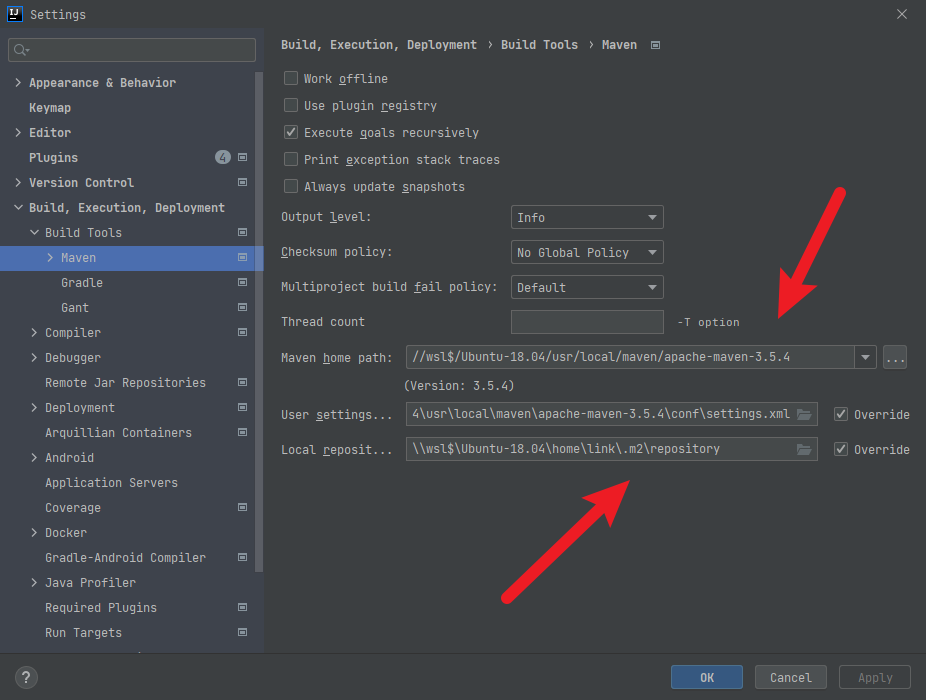 IJ Settings
Appearance & Behavior
Keymap
Editor
Plugins 4
Version Control
Build, Execution, Deployment
Build Tools
Maven
Gradle
Gant
Compiler
Debugger
Remote Jar Repositories
Deployment
Arquillian Containers
Android
Application Servers
Coverage
Docker
Gradle-Android Compiler
Java Profiler
Required Plugins
Run Targets
Build, Execution, Deployment › Build Tools › Maven
Work offline
Use plugin registry
Execute goals recursively
Print exception stack traces
Always update snapshots
Output level: Info
Checksum policy: No Global Policy
Multiproject build fail policy: Default
Thread count -T option
Maven home path: //wsl$/Ubuntu-18.04/usr/local/maven/apache-maven-3.5.4 ...
(Version: 3.5.4)
User settings... 4\usr\local\maven\apache-maven-3.5.4\conf\settings.xml Override
Local reposit... \\wsl$\Ubuntu-18.04\home\link\.m2\repository Override
? OK Cancel Apply